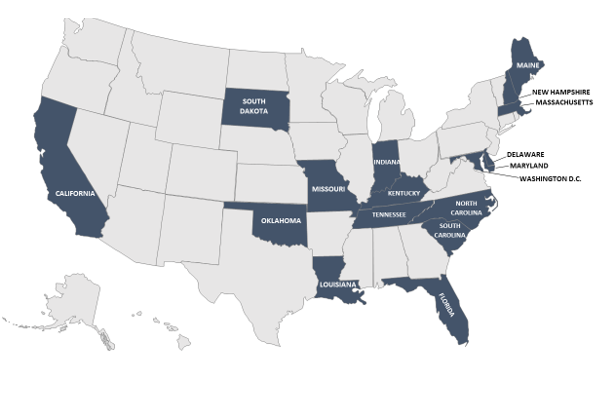 MAINE
NEW HAMPSHIRE
MASSACHUSETTS
SOUTH
DAKOTA
DELAWARE
INDIANA
MARYLAND
WASHINGTON D.C.
MISSOURI
KENTUCKY
CALIFORNIA
NORTH
CAROLINA
TENNESSEE
OKLAHOMA
SOUTH
CAROLINA
LOUISIANA
FLORIDA